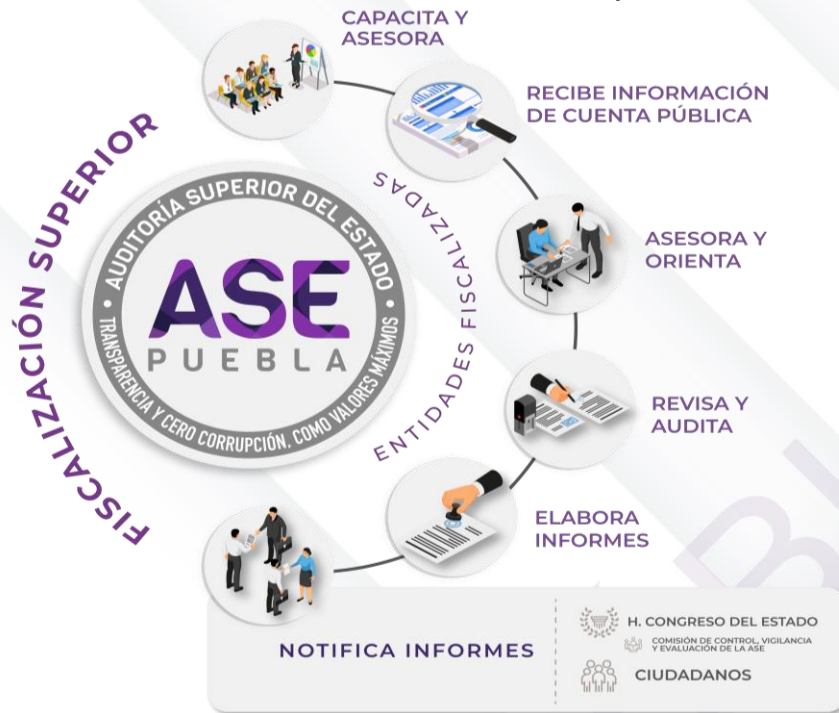 CAPACITA Y
ASESORA
RECIBE INFORMACIÓN
DE CUENTA PÚBLICA
FISCALIZACIÓN SUPERIOR
AUDITORÍA SUPERIOR DEL ESTADO
ASE
PUEBLA
TRANSPARENCIA Y CERO CORRUPCIÓN, COMO VALORES MÁXIMOS
ENTIDADES FISCALIZADAS
ASESORA Y
ORIENTA
REVISA Y
AUDITA
ELABORA
INFORMES
NOTIFICA INFORMES
H. CONGRESO DEL ESTADO
COMISIÓN DE CONTROL, VIGILANCIA
Y EVALUACIÓN DE LA ASE
CIUDADANOS